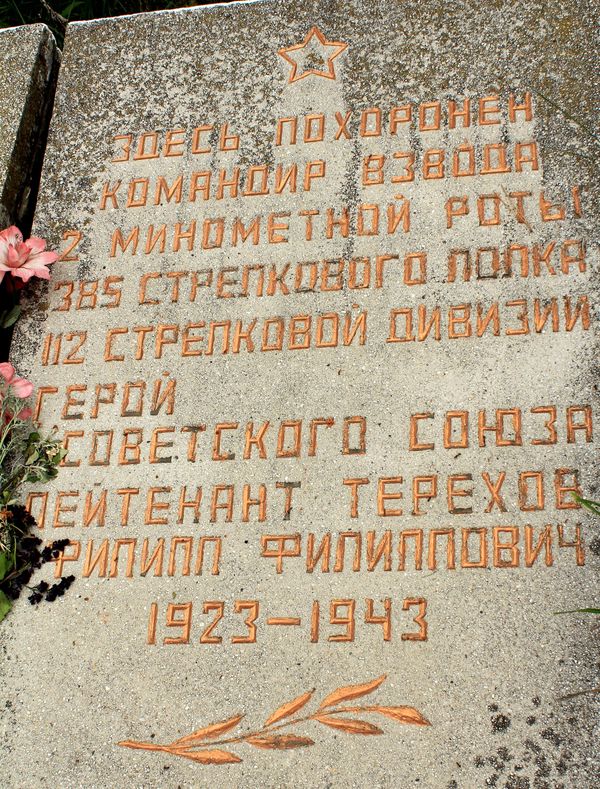 ЗДЕСЬ ПОХОРОНЕН
КОМАНДИР ВЗВОДА
2 МИНОМЕТНОЙ РОТЫ
385 СТРЕЛКОВОГО ПОЛКА
112 СТРЕЛКОВОЙ ДИВИЗИИ
ГЕРОЙ
СОВЕТСКОГО СОЮЗА
ЛЕЙТЕНАНТ ТЕРЕХОВ
ФИЛИПП ФИЛИППОВИЧ
1923-1943